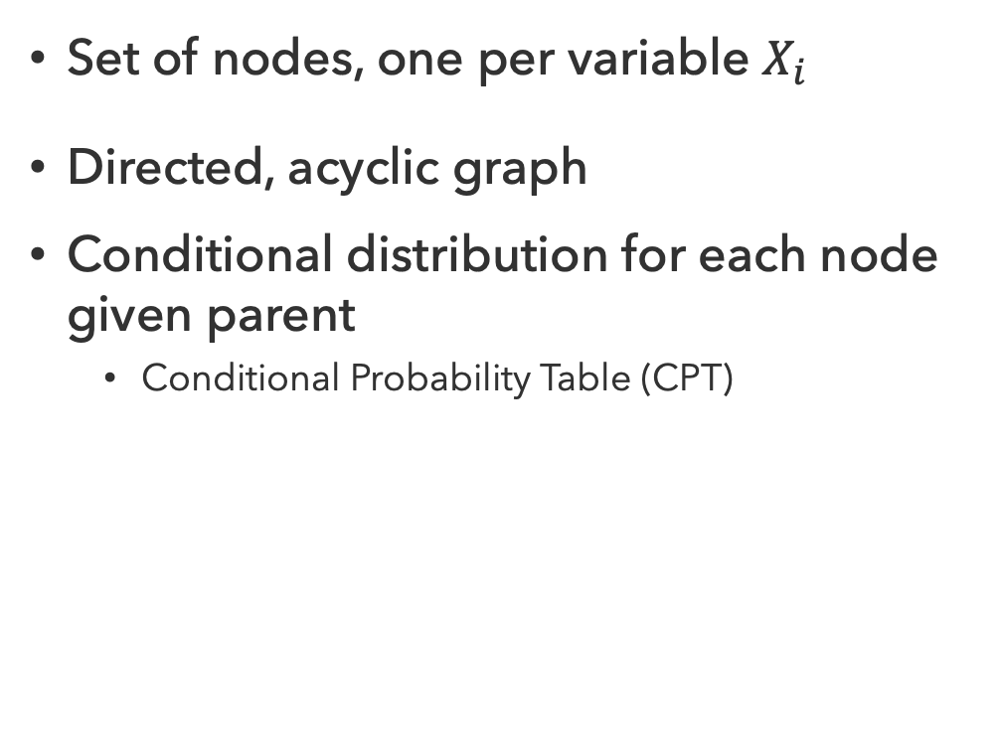 • Set of nodes, one per variable Xᵢ
• Directed, acyclic graph
• Conditional distribution for each node
given parent
• Conditional Probability Table (CPT)